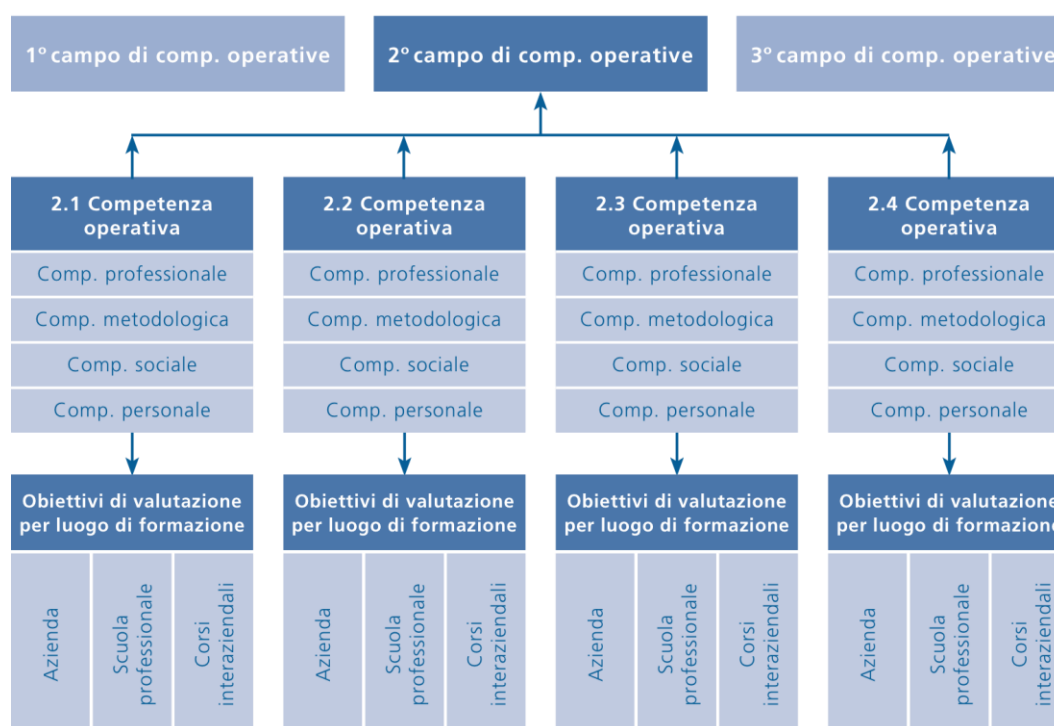 1º campo di comp. operative
2º campo di comp. operative
3º campo di comp. operative
2.1 Competenza
operativa
Comp. professionale
Comp. metodologica
Comp. sociale
Comp. personale
Obiettivi di valutazione
per luogo di formazione
Azienda
Scuola
professionale
Corsi
interaziendali
2.2 Competenza
operativa
Comp. professionale
Comp. metodologica
Comp. sociale
Comp. personale
Obiettivi di valutazione
per luogo di formazione
Azienda
Scuola
professionale
Corsi
interaziendali
2.3 Competenza
operativa
Comp. professionale
Comp. metodologica
Comp. sociale
Comp. personale
Obiettivi di valutazione
per luogo di formazione
Azienda
Scuola
professionale
Corsi
interaziendali
2.4 Competenza
operativa
Comp. professionale
Comp. metodologica
Comp. sociale
Comp. personale
Obiettivi di valutazione
per luogo di formazione
Azienda
Scuola
professionale
Corsi
interaziendali